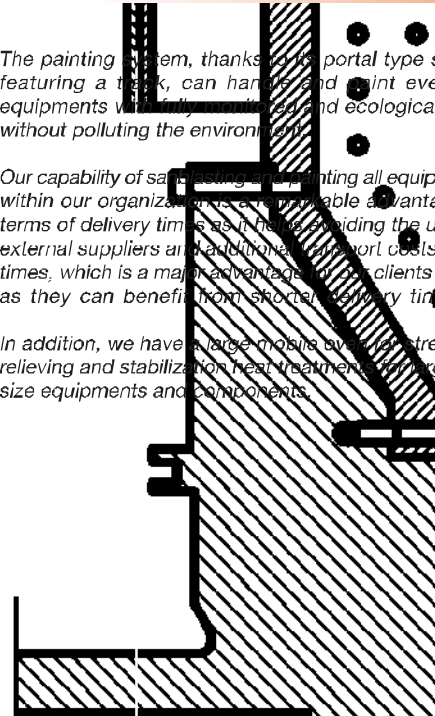 The painting system, thanks to its portal type s
featuring a track, can handle and paint eve
equipments with fully monitored and ecological
without polluting the environment.
Our capability of sanblasting and painting all equip
within our organization is a remarkable advanta
terms of delivery times as it helps avoiding the u
external suppliers and additional transport costs
times, which is a major advantage for our clients
as they can benefit from shorter delivery tim
In addition, we have a large mobile oven for stre
relieving and stabilization heat treatments for lar
size equipments and components.